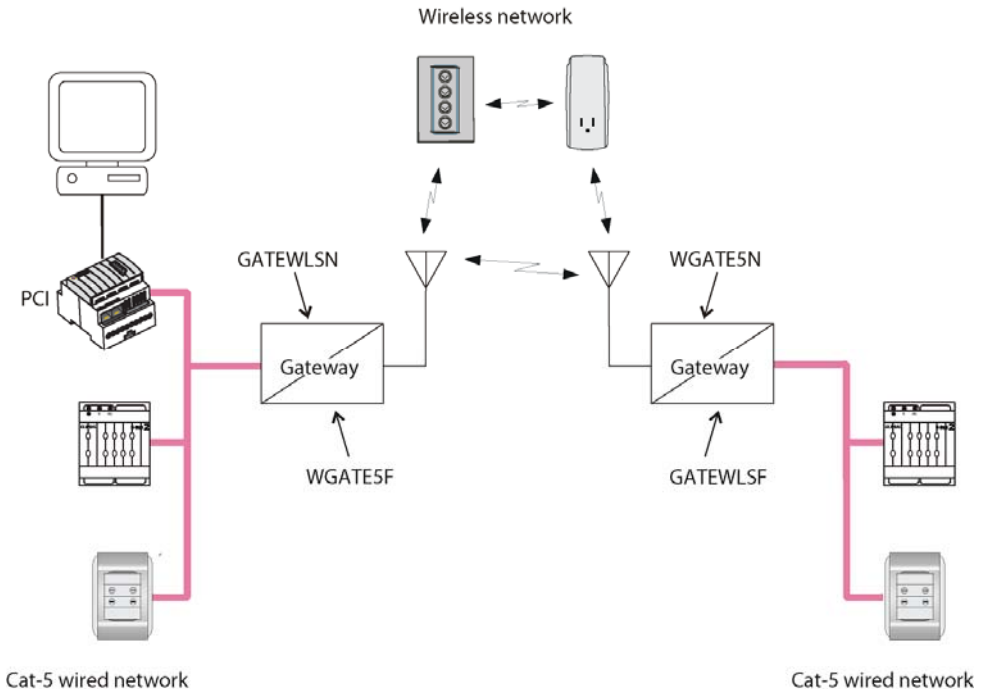 Wireless network
GATEWLSN
WGATE5N
PCI
Gateway
Gateway
WGATE5F
GATEWLSF
Cat-5 wired network
Cat-5 wired network